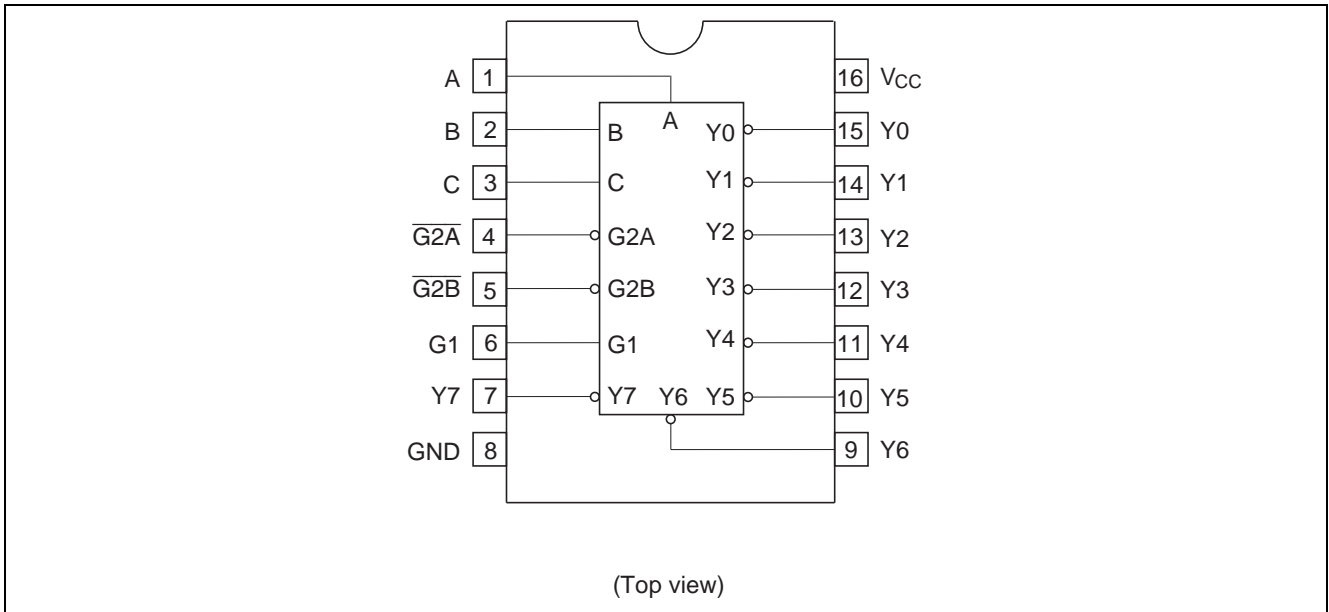 A 1 16 VCC
B 2 B A Y0 15 Y0
C 3 C Y1 14 Y1
G2A 4 G2A Y2 13 Y2
G2B 5 G2B Y3 12 Y3
G1 6 G1 Y4 11 Y4
Y7 7 Y7 Y6 Y5 10 Y5
GND 8 9 Y6
(Top view)